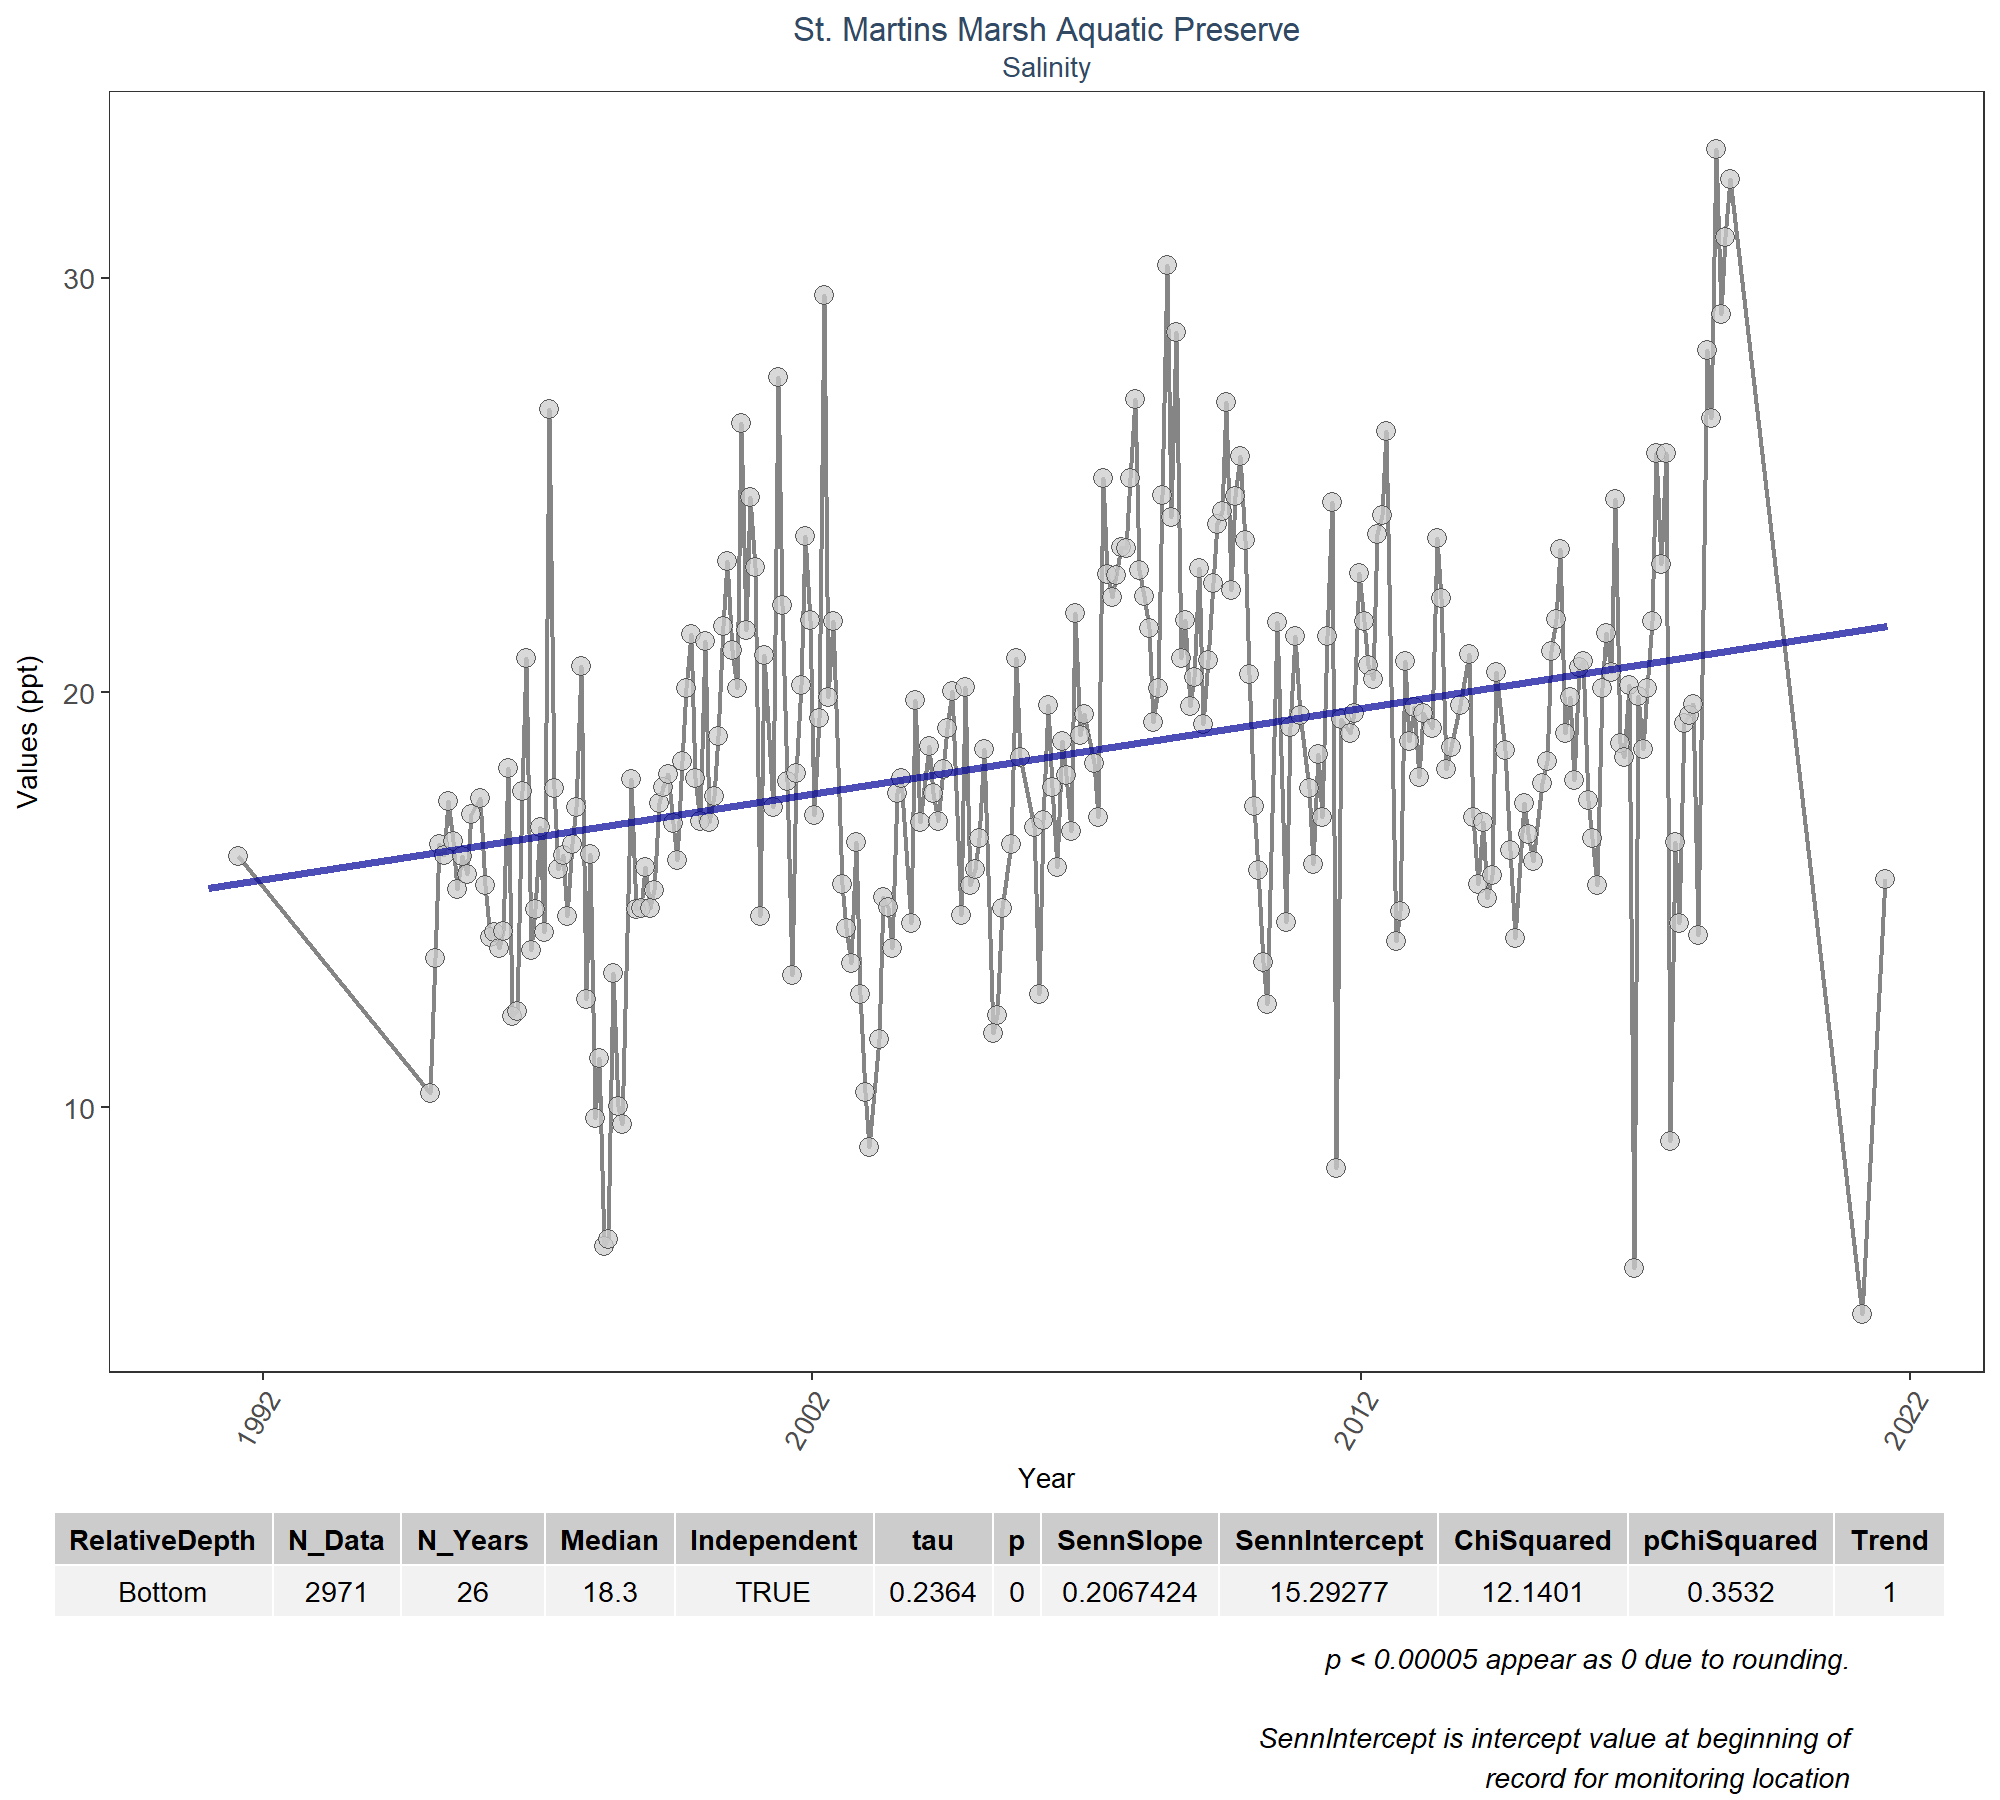 St. Martins Marsh Aquatic Preserve
Salinity
Values (ppt)
30
20
10
1992 2002 2012 2022
Year
RelativeDepth N_Data N_Years Median Independent tau p SennSlope SennIntercept ChiSquared pChiSquared Trend
Bottom 2971 26 18.3 TRUE 0.2364 0 0.2067424 15.29277 12.1401 0.3532 1
p < 0.00005 appear as 0 due to rounding.
SennIntercept is intercept value at beginning of
record for monitoring location